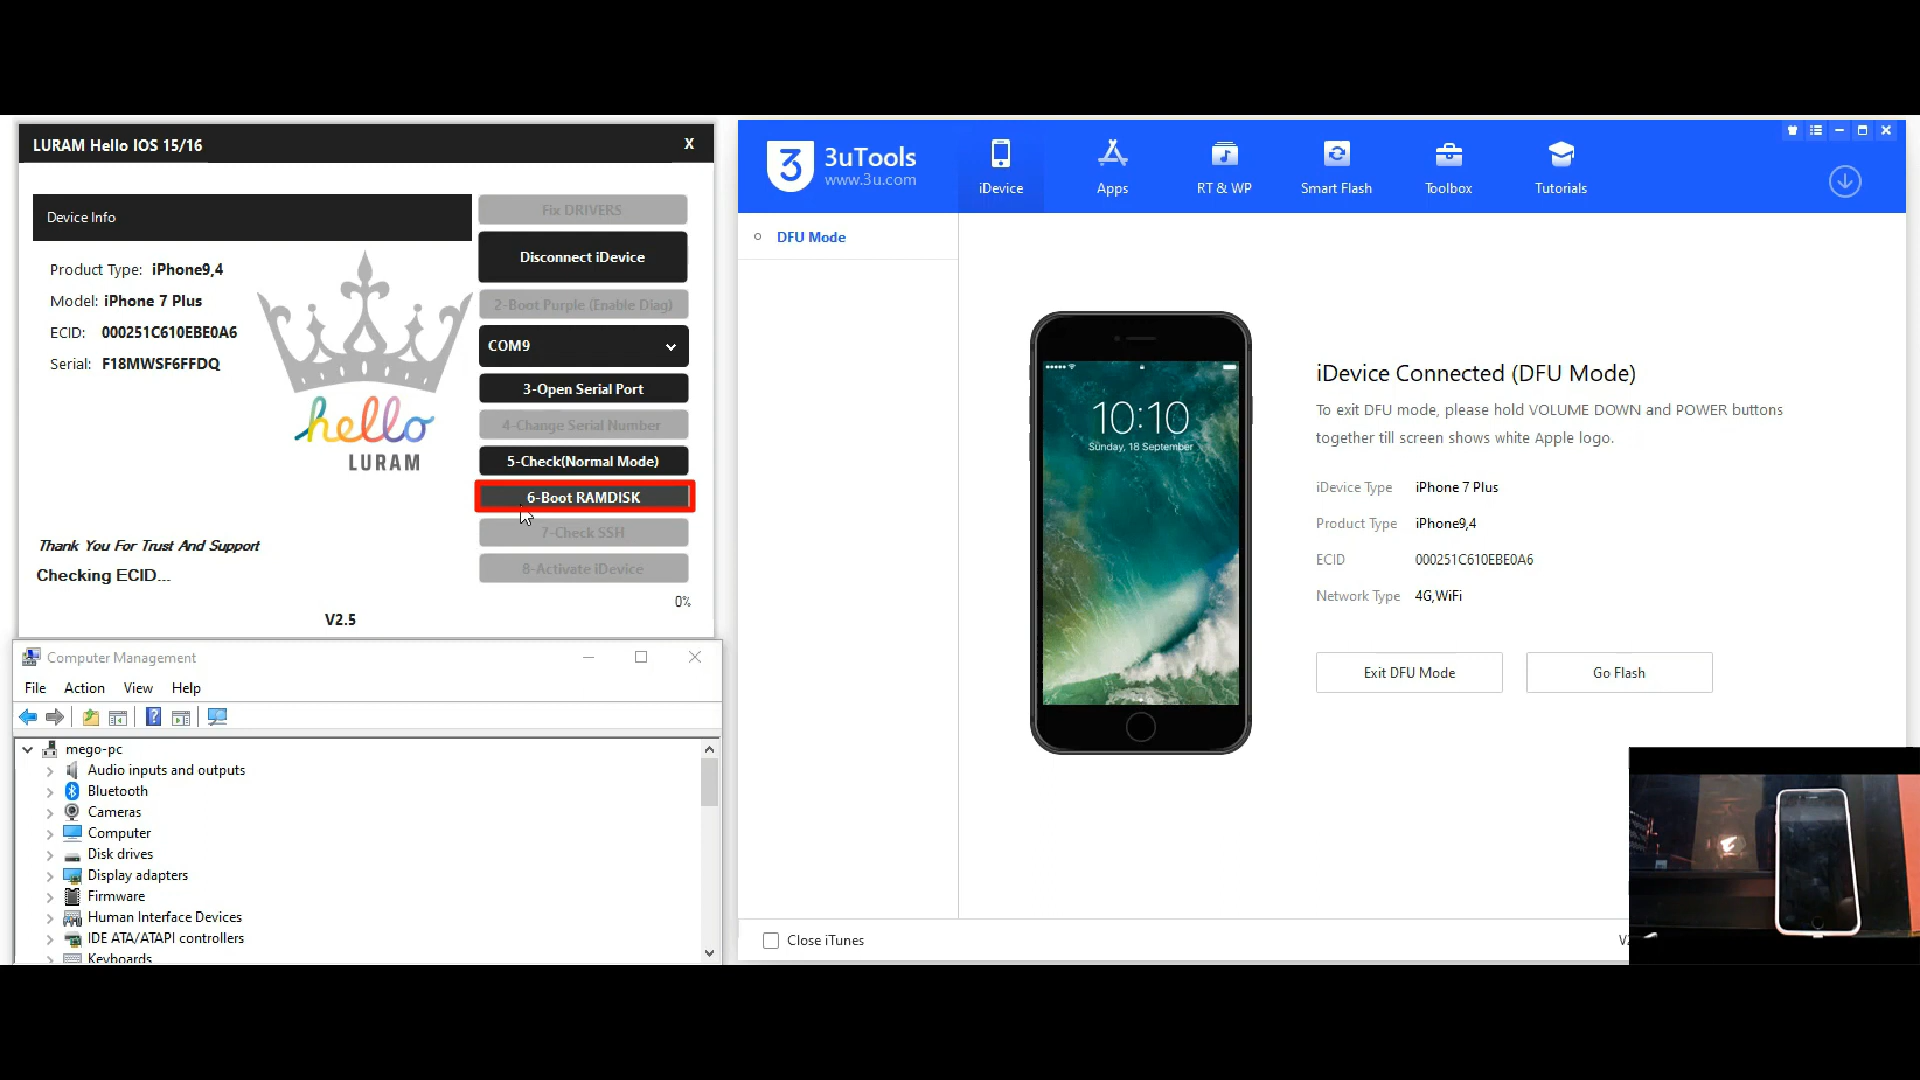 LURAM Hello IOS 15/16
X
Device Info
Product Type: iPhone9,4
Model: iPhone 7 Plus
ECID: 000251C610EBE0A6
Serial: F18MWSF6FFDQ
hello
LURAM
Thank You For Trust And Support
Checking ECID...
V2.5
Fix DRIVERS
Disconnect iDevice
2-Boot Purple (Enable Diag)
COM9
3-Open Serial Port
4-Change Serial Number
5-Check(Normal Mode)
6-Boot RAMDISK
7-Check SSH
8-Activate iDevice
0%
Computer Management
File Action View Help
mego-pc
Audio inputs and outputs
Bluetooth
Cameras
Computer
Disk drives
Display adapters
Firmware
Human Interface Devices
IDE ATA/ATAPI controllers
Keyboards
3 3uTools
www.3u.com
iDevice
Apps
RT & WP
Smart Flash
Toolbox
Tutorials
DFU Mode
10:10
Sunday, 18 September
iDevice Connected (DFU Mode)
To exit DFU mode, please hold VOLUME DOWN and POWER buttons
together till screen shows white Apple logo.
iDevice Type iPhone 7 Plus
Product Type iPhone9,4
ECID 000251C610EBE0A6
Network Type 4G,WiFi
Exit DFU Mode
Go Flash
Close iTunes